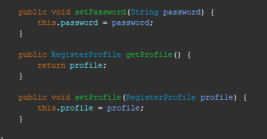 public void setPassword(String password) {
this.password = password;
}
public RegisterProfile getProfile() {
return profile;
}
public void setProfile(RegisterProfile profile) {
this.profile = profile;
}